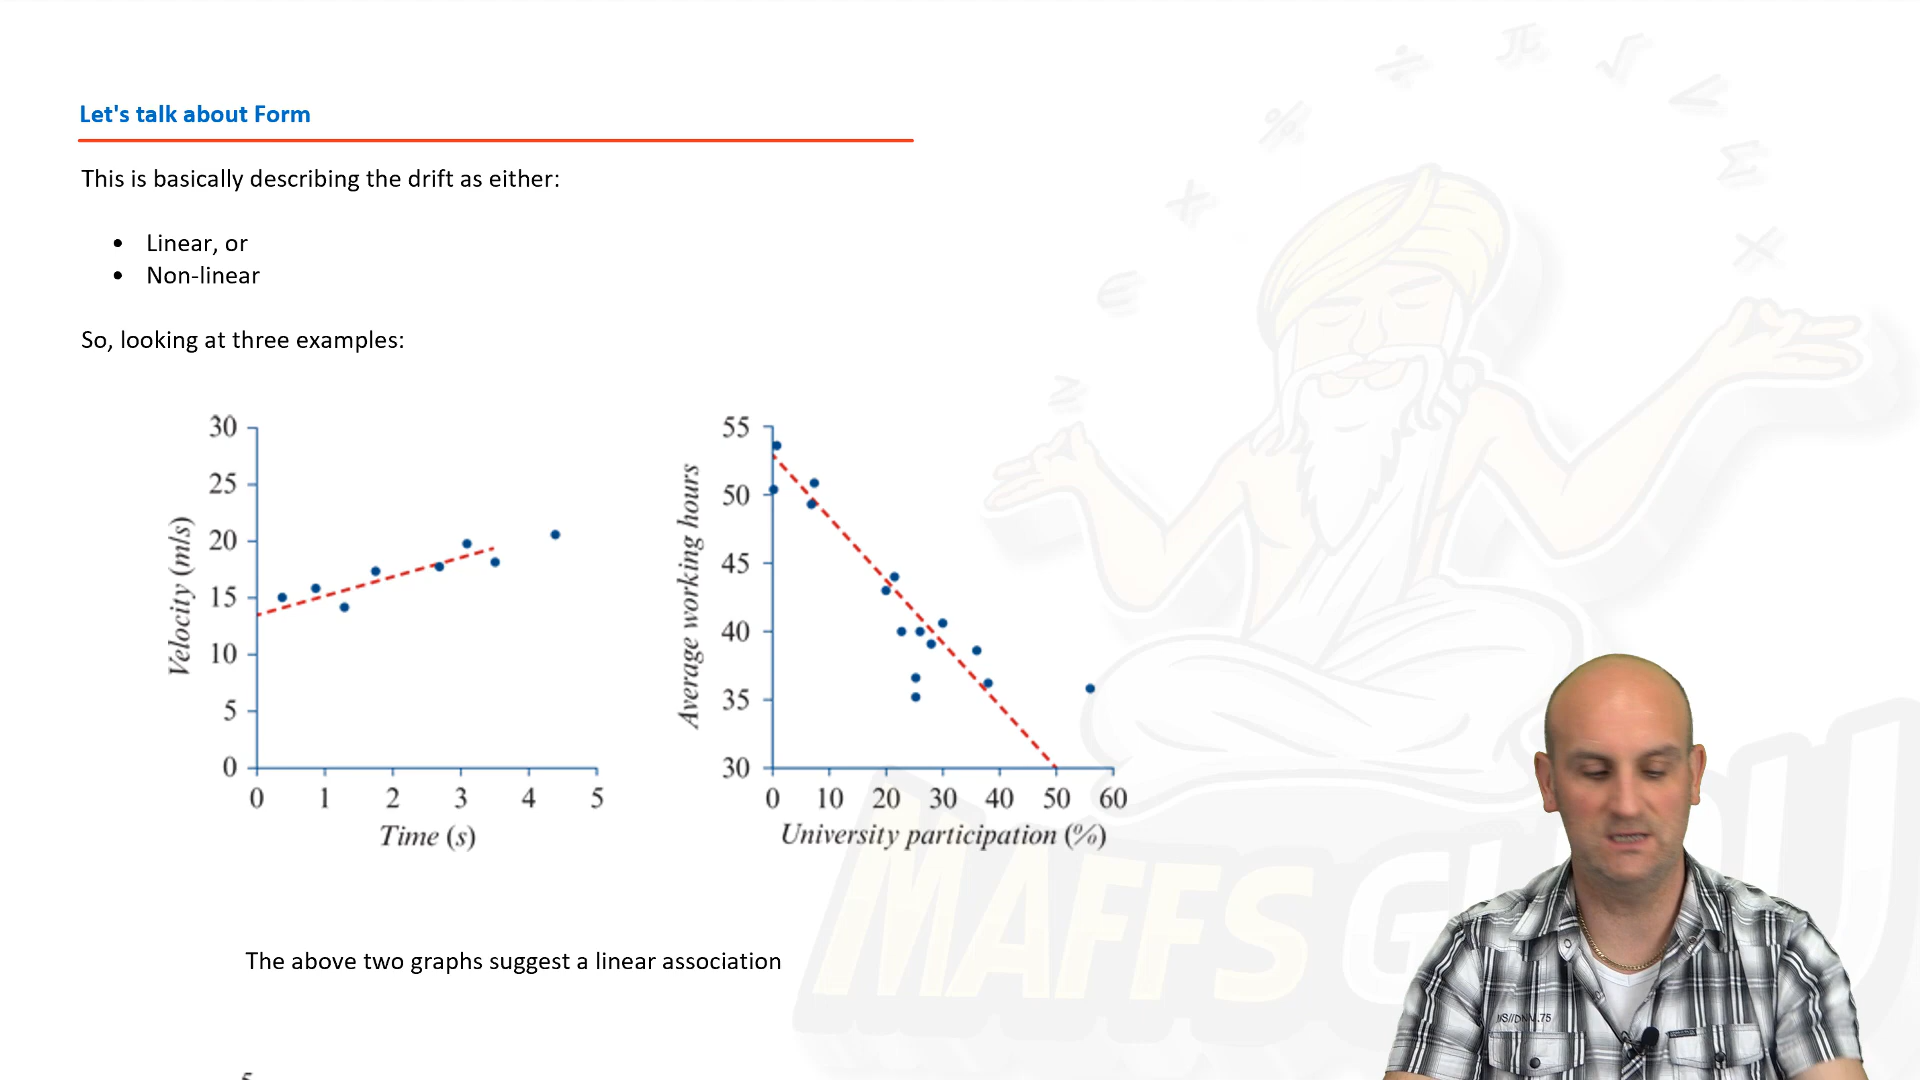 Let's talk about Form
This is basically describing the drift as either:
• Linear, or
• Non-linear
So, looking at three examples:
30
25
20
15
10
5
0
Velocity (m/s)
0 1 2 3 4 5
Time (s)
55
50
45
40
35
30
Average working hours
0 10 20 30 40 50 60
University participation (%)
The above two graphs suggest a linear association
MAFFS GURU